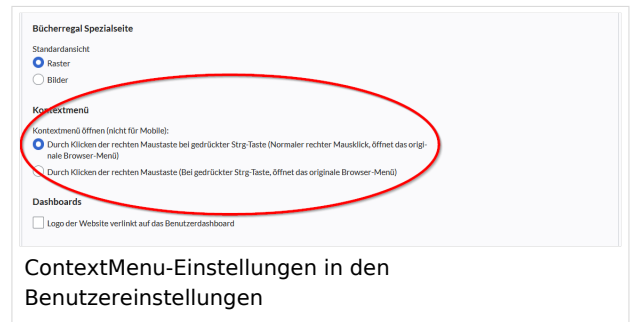 Bücherregal Spezialseite
Standardansicht
Raster
Bilder
Kontextmenü
Kontextmenü öffnen (nicht für Mobile):
Durch Klicken der rechten Maustaste bei gedrückter Strg-Taste (Normaler rechter Mausklick, öffnet das origi-
nale Browser-Menü)
Durch Klicken der rechten Maustaste (Bei gedrückter Strg-Taste, öffnet das originale Browser-Menü)
Dashboards
Logo der Website verlinkt auf das Benutzerdashboard
ContextMenu-Einstellungen in den
Benutzereinstellungen